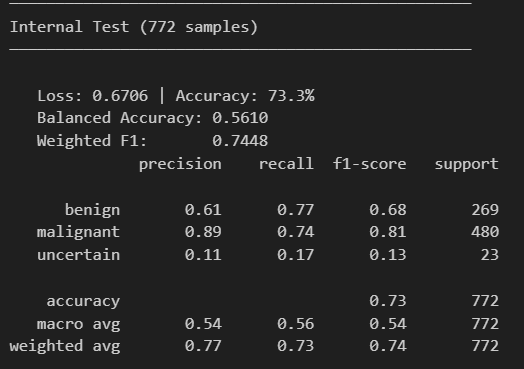 Internal Test (772 samples)
Loss: 0.6706 | Accuracy: 73.3%
Balanced Accuracy: 0.5610
Weighted F1: 0.7448
precision recall f1-score support
benign 0.61 0.77 0.68 269
malignant 0.89 0.74 0.81 480
uncertain 0.11 0.17 0.13 23
accuracy 0.73 772
macro avg 0.54 0.56 0.54 772
weighted avg 0.77 0.73 0.74 772